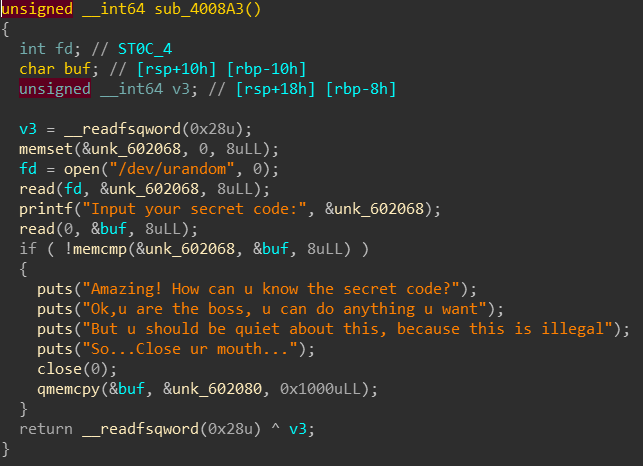 unsigned __int64 sub_4008A3()
{
  int fd; // ST0C_4
  char buf; // [rsp+10h] [rbp-10h]
  unsigned __int64 v3; // [rsp+18h] [rbp-8h]

  v3 = __readfsqword(0x28u);
  memset(&unk_602068, 0, 8uLL);
  fd = open("/dev/urandom", 0);
  read(fd, &unk_602068, 8uLL);
  printf("Input your secret code:", &unk_602068);
  read(0, &buf, 8uLL);
  if ( !memcmp(&unk_602068, &buf, 8uLL) )
  {
    puts("Amazing! How can u know the secret code?");
    puts("Ok,u are the boss, u can do anything u want");
    puts("But u should be quiet about this, because this is illegal");
    puts("So...Close ur mouth...");
    close(0);
    qmemcpy(&buf, &unk_602080, 0x1000uLL);
  }
  return __readfsqword(0x28u) ^ v3;
}